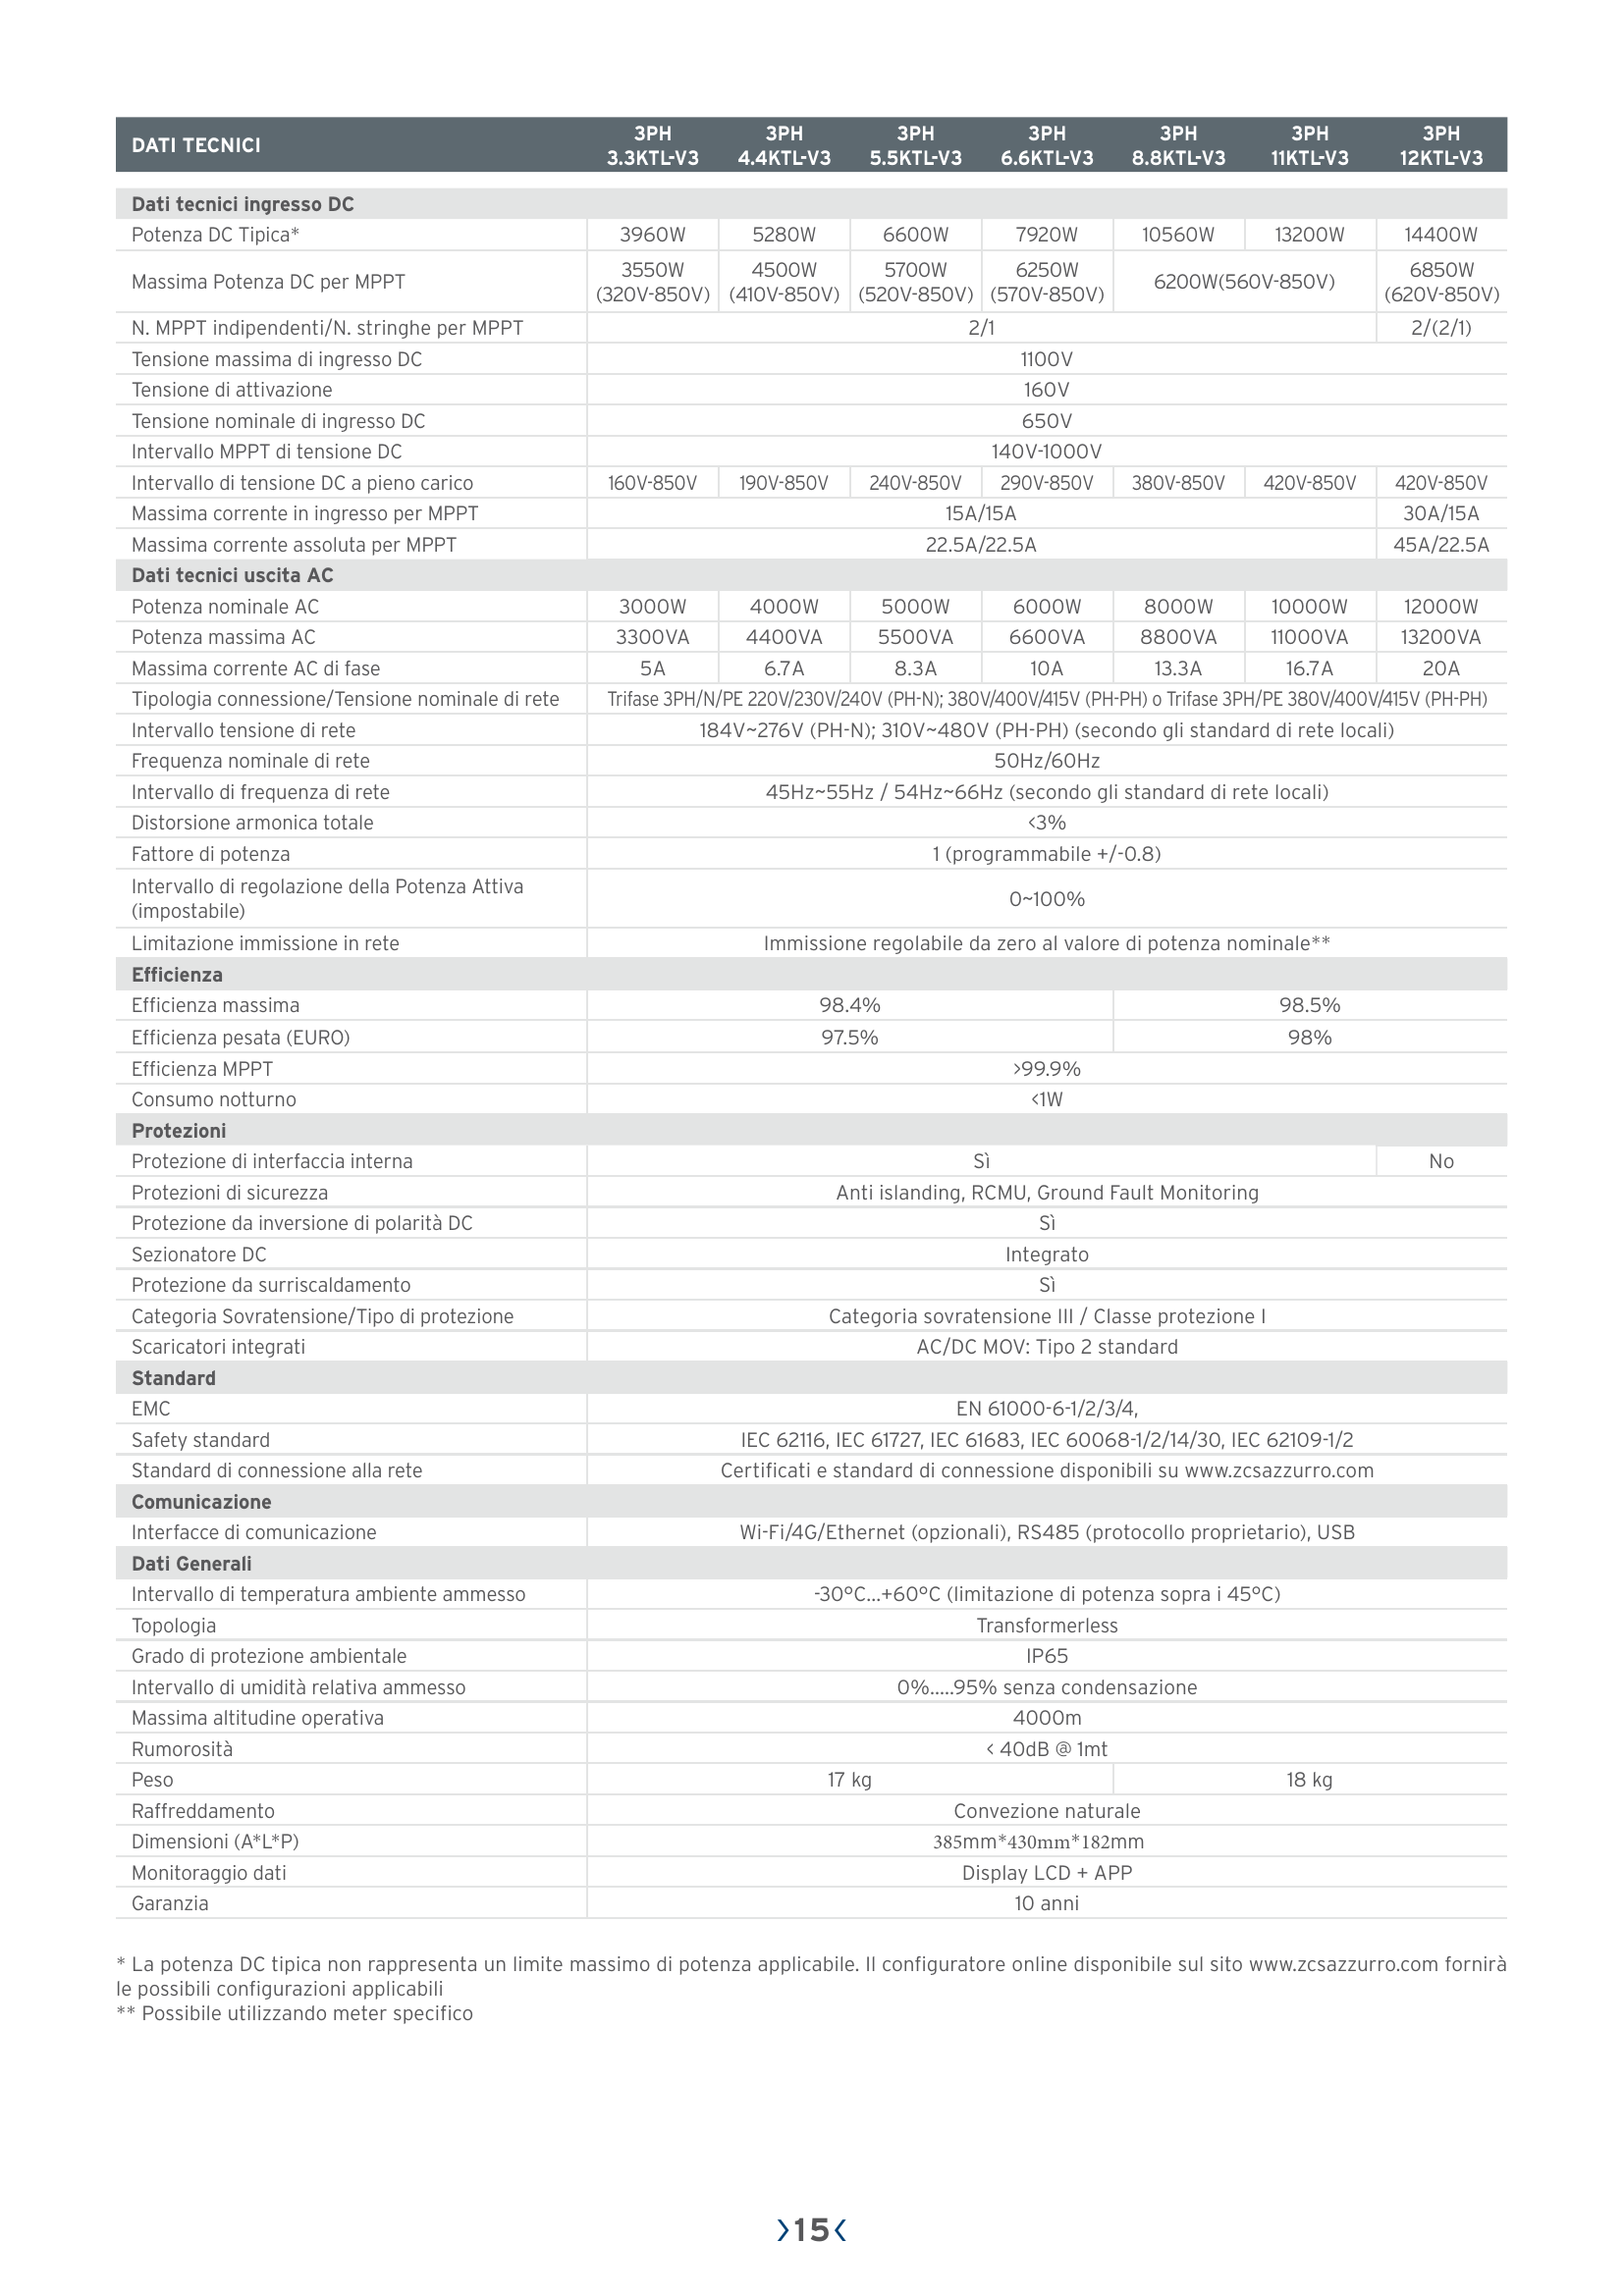 DATI TECNICI
3PH 3PH 3PH 3PH 3PH 3PH 3PH
3.3KTL-V3 4.4KTL-V3 5.5KTL-V3 6.6KTL-V3 8.8KTL-V3 11KTL-V3 12KTL-V3
Dati tecnici ingresso DC
Potenza DC Tipica* 3960W 5280W 6600W 7920W 10560W 13200W 14400W
Massima Potenza DC per MPPT 3550W 4500W 5700W 6250W 6200W(560V-850V) 6850W
(320V-850V) (410V-850V) (520V-850V) (570V-850V) (620V-850V)
N. MPPT indipendenti/N. stringhe per MPPT 2/1 2/(2/1)
Tensione massima di ingresso DC 1100V
Tensione di attivazione 160V
Tensione nominale di ingresso DC 650V
Intervallo MPPT di tensione DC 140V-1000V
Intervallo di tensione DC a pieno carico 160V-850V 190V-850V 240V-850V 290V-850V 380V-850V 420V-850V 420V-850V
Massima corrente in ingresso per MPPT 15A/15A 30A/15A
Massima corrente assoluta per MPPT 22.5A/22.5A 45A/22.5A
Dati tecnici uscita AC
Potenza nominale AC 3000W 4000W 5000W 6000W 8000W 10000W 12000W
Potenza massima AC 3300VA 4400VA 5500VA 6600VA 8800VA 11000VA 13200VA
Massima corrente AC di fase 5A 6.7A 8.3A 10A 13.3A 16.7A 20A
Tipologia connessione/Tensione nominale di rete Trifase 3PH/N/PE 220V/230V/240V (PH-N); 380V/400V/415V (PH-PH) o Trifase 3PH/PE 380V/400V/415V (PH-PH)
Intervallo tensione di rete 184V~276V (PH-N); 310V~480V (PH-PH) (secondo gli standard di rete locali)
Frequenza nominale di rete 50Hz/60Hz
Intervallo di frequenza di rete 45Hz~55Hz / 54Hz~66Hz (secondo gli standard di rete locali)
Distorsione armonica totale <3%
Fattore di potenza 1 (programmabile +/-0.8)
Intervallo di regolazione della Potenza Attiva
(impostabile) 0~100%
Limitazione immissione in rete Immissione regolabile da zero al valore di potenza nominale**
Efficienza
Efficienza massima 98.4% 98.5%
Efficienza pesata (EURO) 97.5% 98%
Efficienza MPPT >99.9%
Consumo notturno <1W
Protezioni
Protezione di interfaccia interna Sì No
Protezioni di sicurezza Anti islanding, RCMU, Ground Fault Monitoring
Protezione da inversione di polarità DC Sì
Sezionatore DC Integrato
Protezione da surriscaldamento Sì
Categoria Sovratensione/Tipo di protezione Categoria sovratensione III / Classe protezione I
Scaricatori integrati AC/DC MOV: Tipo 2 standard
Standard
EMC EN 61000-6-1/2/3/4,
Safety standard IEC 62116, IEC 61727, IEC 61683, IEC 60068-1/2/14/30, IEC 62109-1/2
Standard di connessione alla rete Certificati e standard di connessione disponibili su www.zcsazzurro.com
Comunicazione
Interfacce di comunicazione Wi-Fi/4G/Ethernet (opzionali), RS485 (protocollo proprietario), USB
Dati Generali
Intervallo di temperatura ambiente ammesso -30°C...+60°C (limitazione di potenza sopra i 45°C)
Topologia Transformerless
Grado di protezione ambientale IP65
Intervallo di umidità relativa ammesso 0%.....95% senza condensazione
Massima altitudine operativa 4000m
Rumorosità < 40dB @ 1mt
Peso 17 kg 18 kg
Raffreddamento Convezione naturale
Dimensioni (A*L*P) 385mm*430mm*182mm
Monitoraggio dati Display LCD + APP
Garanzia 10 anni
* La potenza DC tipica non rappresenta un limite massimo di potenza applicabile. Il configuratore online disponibile sul sito www.zcsazzurro.com fornirà
le possibili configurazioni applicabili
** Possibile utilizzando meter specifico
15